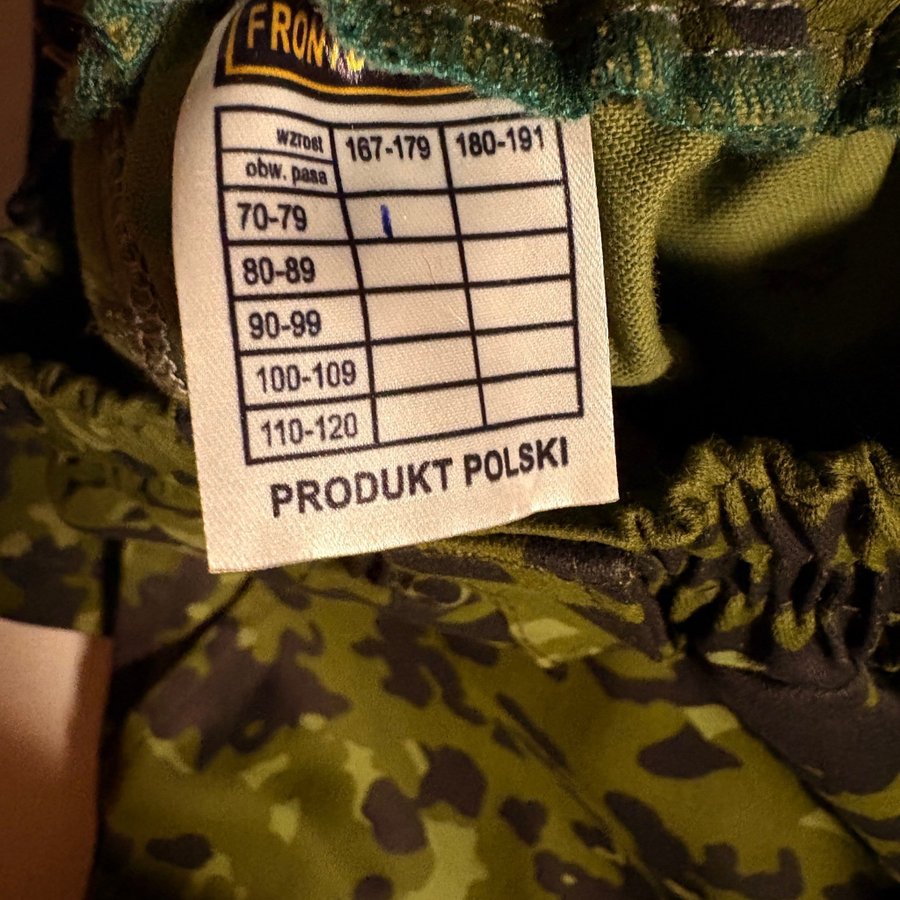 wzrost 167-179 180-191
obw. pasa
70-79
80-89
90-99
100-109
110-120
PRODUKT POLSKI